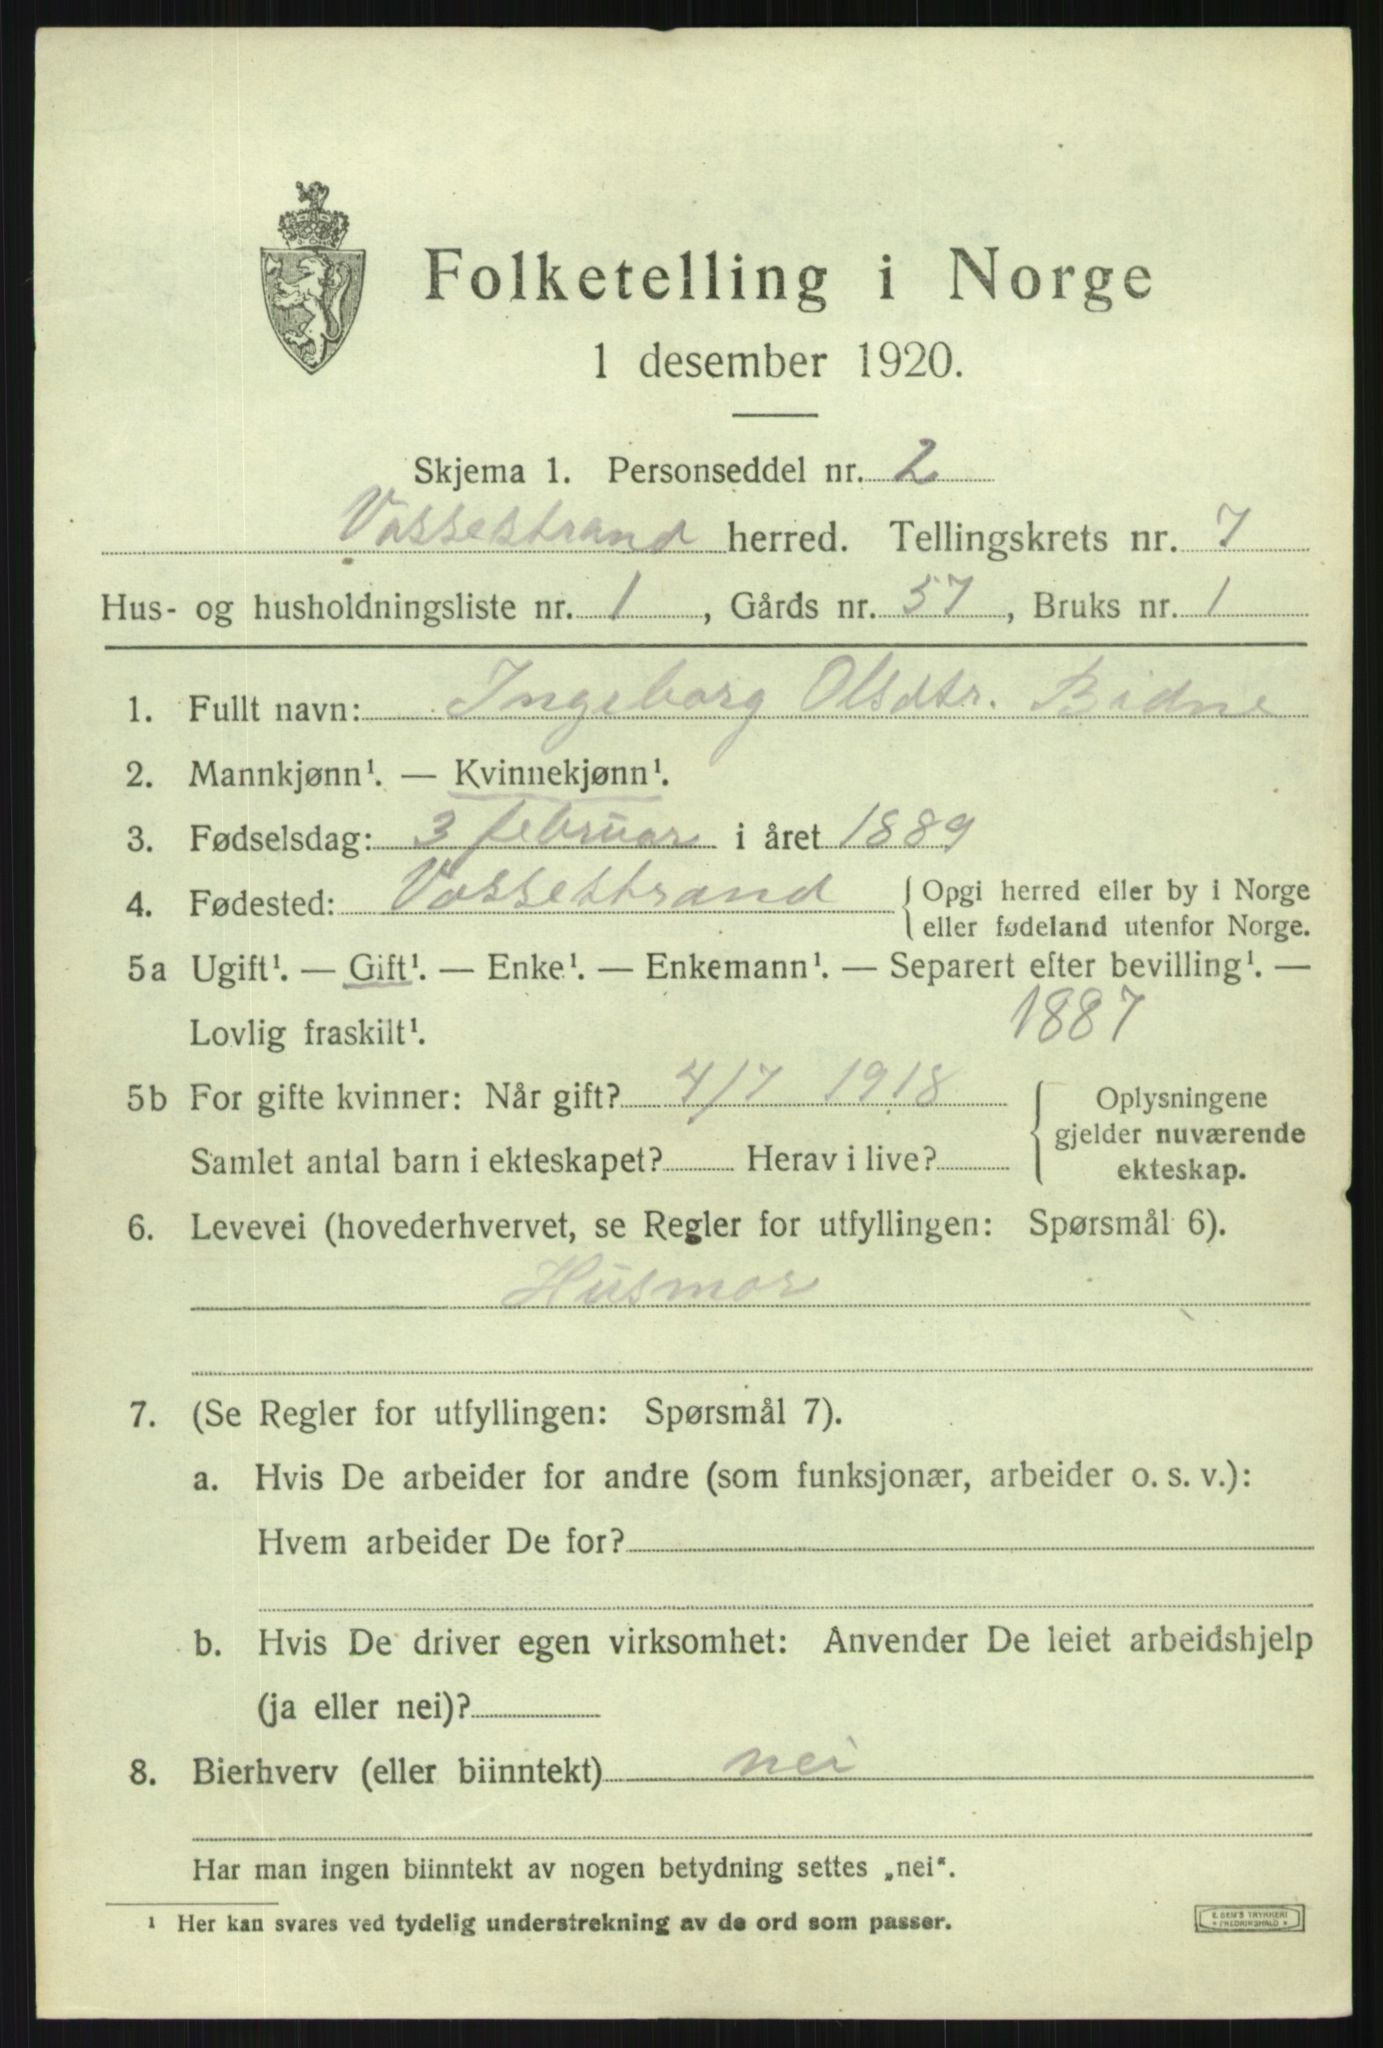 Folketelling i Norge
1 desember 1920.
Skjema 1. Personseddel nr. 2
Vossestrand herred. Tellingskrets nr. 7
Hus- og husholdningsliste nr. 1, Gårds nr. 57, Bruks nr. 1
1. Fullt navn: Ingeborg Olsdtr. Bidne
2. Mannkjønn¹. — Kvinnekjønn¹.
3. Fødselsdag: 3 februar i året 1889
4. Fødested: Vossestrand { Opgi herred eller by i Norge
eller fødeland utenfor Norge.
5a Ugift¹. — Gift¹. — Enke¹. — Enkemann¹. — Separert efter bevilling¹. —
Lovlig fraskilt¹. 1887
5b For gifte kvinner: Når gift? 4/7 1918 { Oplysningene
gjelder nuværende
Samlet antal barn i ekteskapet? Herav i live?
ekteskap.
6. Levevei (hovederhvervet, se Regler for utfyllingen: Spørsmål 6).
Husmor
7. (Se Regler for utfyllingen: Spørsmål 7).
a. Hvis De arbeider for andre (som funksjonær, arbeider o. s. v.):
Hvem arbeider De for?
b. Hvis De driver egen virksomhet: Anvender De leiet arbeidshjelp
(ja eller nei)?
8. Bierhverv (eller biinntekt) nei
Har man ingen biinntekt av nogen betydning settes „nei“.
¹ Her kan svares ved tydelig understrekning av de ord som passer.
E. SEM'S TRYKKERI
* FREDRIKSHALD *